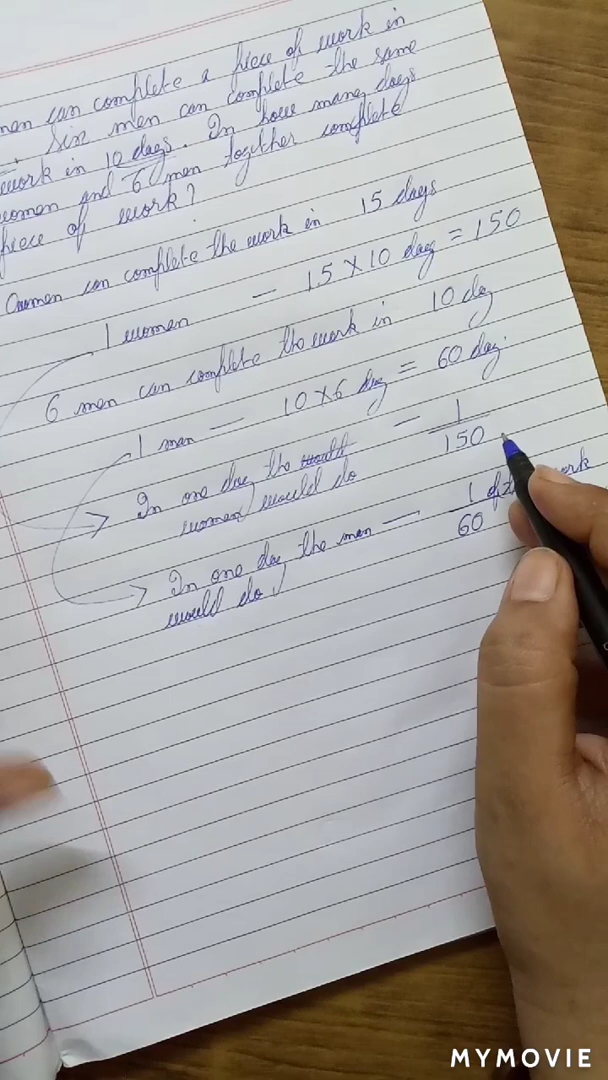 men can complete a piece of work in
Six men can complete the same
work in 10 days. In how many days
women and 6 men together complete
piece of work?
women can complete the work in 15 days
1 women — 15 × 10 day = 150
6 men can complete the work in 10 day
1 man — 10 × 6 day = 60 day.
In one day the would
women would do — 1/150
In one day the men — 1/60 of the work
would do
MYMOVIE